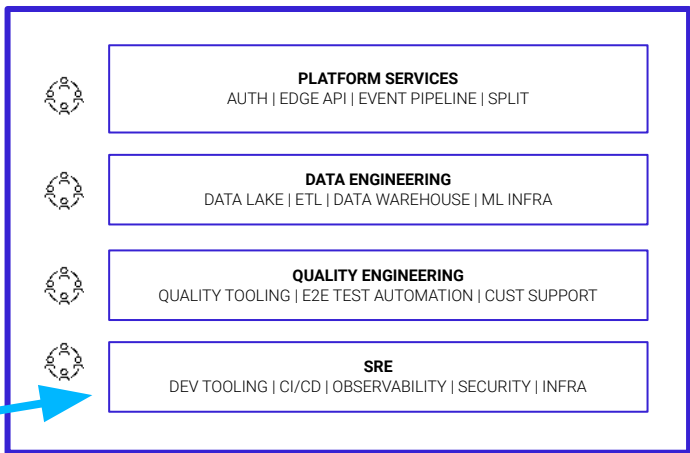 PLATFORM SERVICES
AUTH | EDGE API | EVENT PIPELINE | SPLIT
DATA ENGINEERING
DATA LAKE | ETL | DATA WAREHOUSE | ML INFRA
QUALITY ENGINEERING
QUALITY TOOLING | E2E TEST AUTOMATION | CUST SUPPORT
SRE
DEV TOOLING | CI/CD | OBSERVABILITY | SECURITY | INFRA